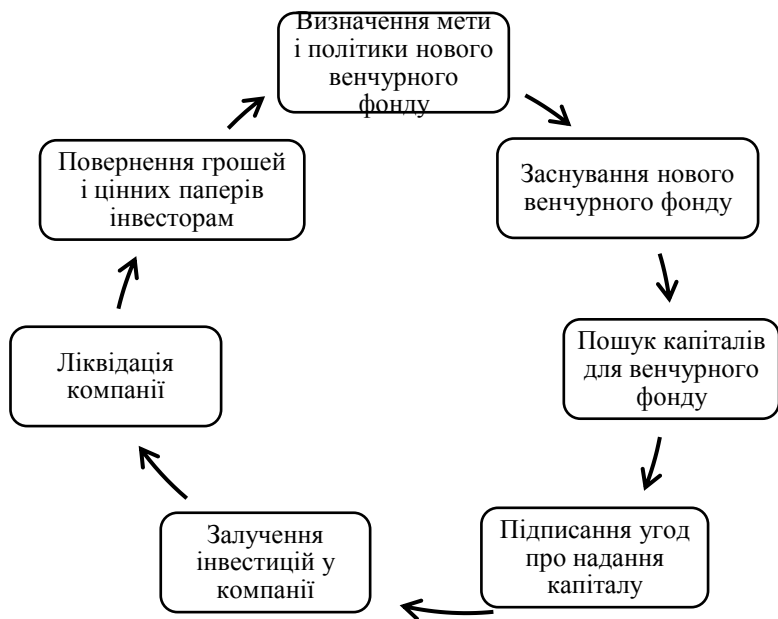 Визначення мети
і політики нового
венчурного
фонду
Заснування нового
венчурного фонду
Пошук капіталів
для венчурного
фонду
Підписання угод
про надання
капіталу
Залучення
інвестицій у
компанії
Ліквідація
компанії
Повернення грошей
і цінних паперів
інвесторам